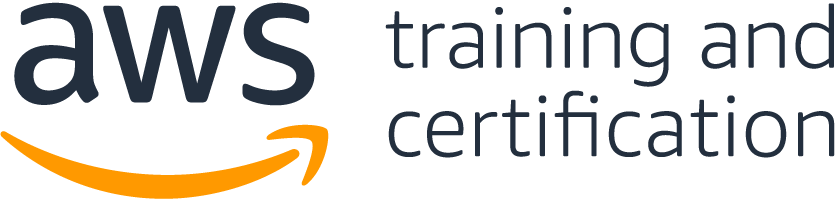 aws
training and
certification